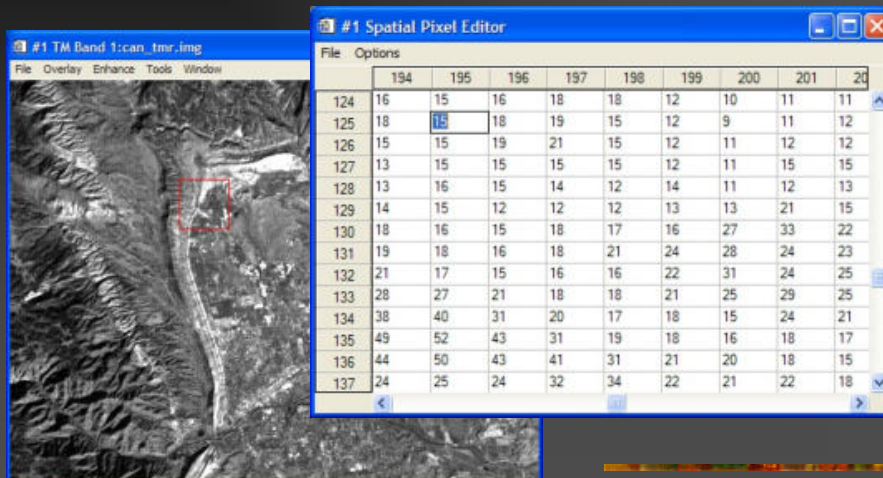 #1 TM Band 1:can_tmr.img
File Overlay Enhance Tools Window
#1 Spatial Pixel Editor
File Options
194 195 196 197 198 199 200 201 20
124 16 15 16 18 18 12 10 11 11
125 18 15 18 19 15 12 9 11 12
126 15 15 19 21 15 12 11 12 12
127 13 15 15 15 15 12 11 15 15
128 13 16 15 14 12 14 11 12 13
129 14 15 12 12 12 13 13 21 15
130 18 16 15 18 17 16 27 33 22
131 19 18 16 18 21 24 28 24 23
132 21 17 15 16 16 22 31 24 25
133 28 27 21 18 18 21 25 29 25
134 38 40 31 20 17 18 15 24 21
135 49 52 43 31 19 18 16 18 17
136 44 50 43 41 31 21 20 18 15
137 24 25 24 32 34 22 21 22 18